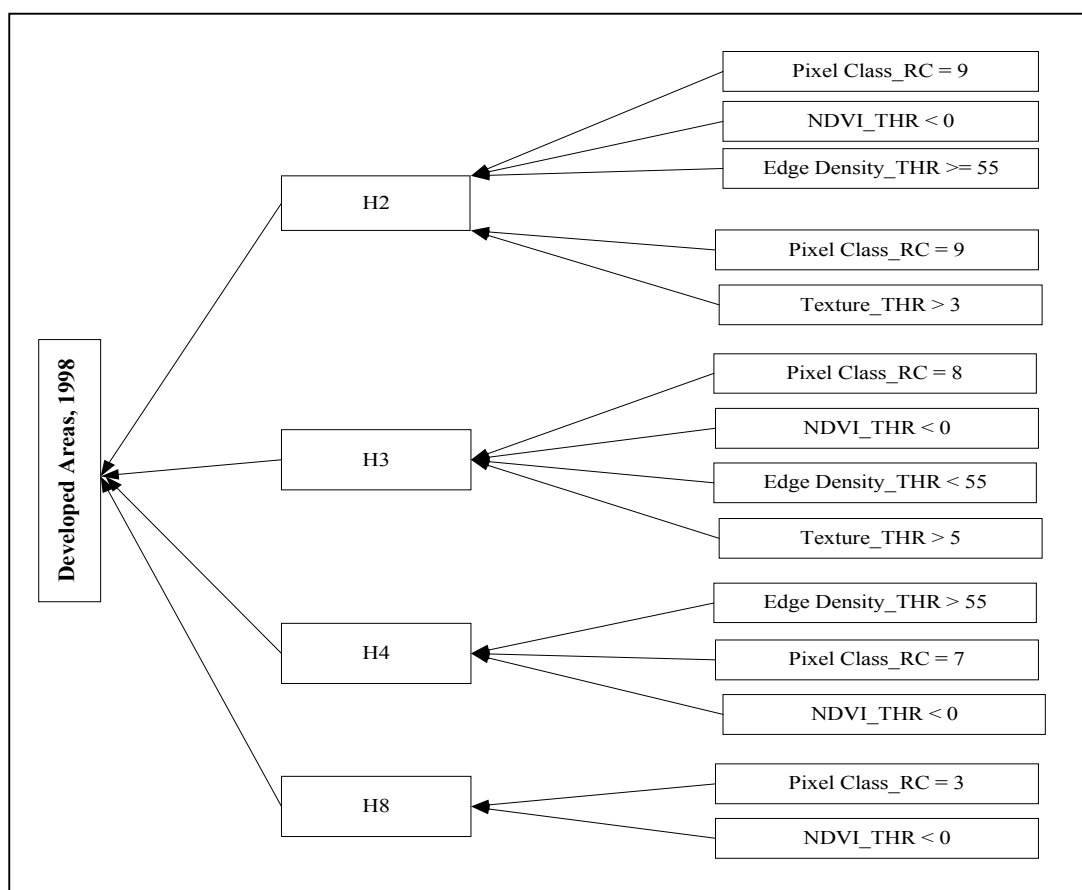 Developed Areas, 1998
H2
Pixel Class_RC = 9
NDVI_THR < 0
Edge Density_THR >= 55
Pixel Class_RC = 9
Texture_THR > 3
H3
Pixel Class_RC = 8
NDVI_THR < 0
Edge Density_THR < 55
Texture_THR > 5
H4
Edge Density_THR > 55
Pixel Class_RC = 7
NDVI_THR < 0
H8
Pixel Class_RC = 3
NDVI_THR < 0